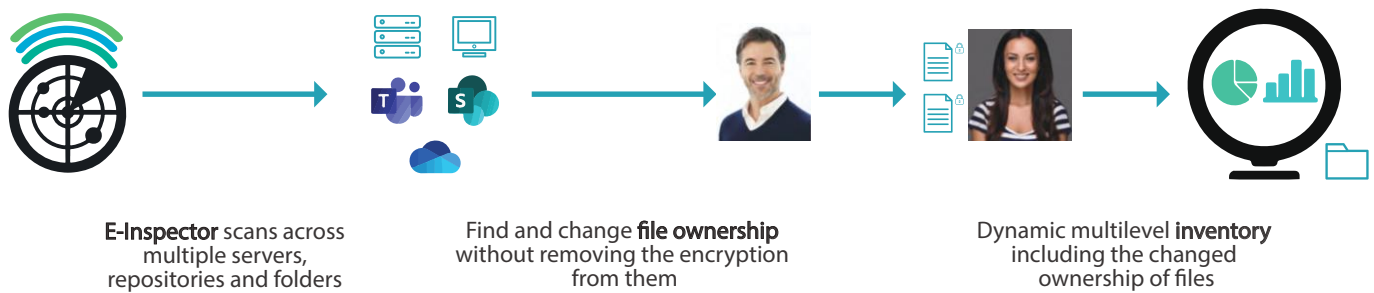 T
S
E-Inspector scans across
multiple servers,
repositories and folders
Find and change file ownership
without removing the encryption
from them
Dynamic multilevel inventory
including the changed
ownership of files